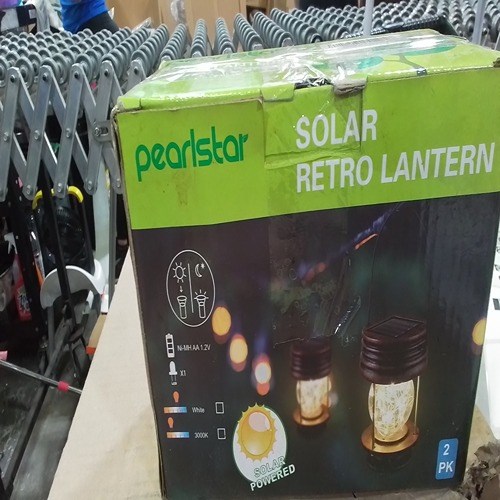 pearlstar
SOLAR
RETRO LANTERN
Ni-MH AA 1.2V
X1
White
3000K
SOLAR
POWERED
2
PK